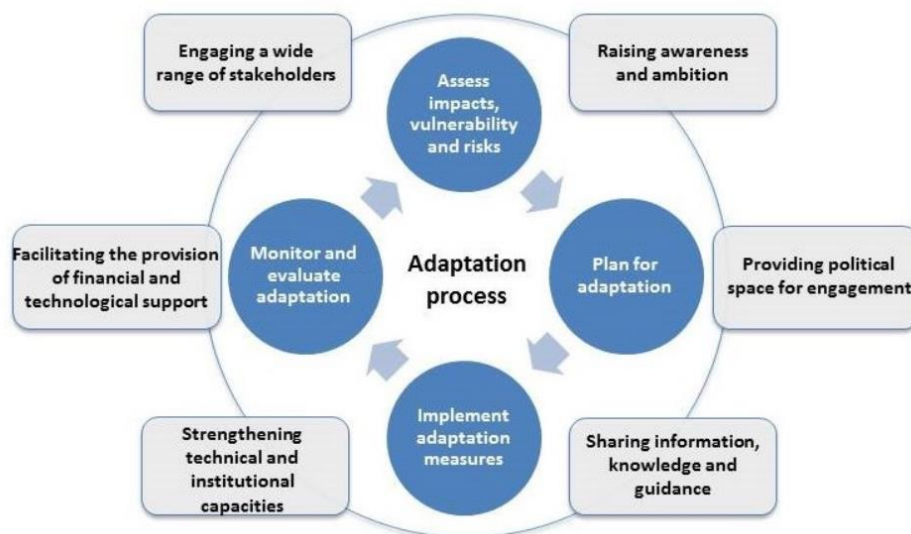 Engaging a wide
range of stakeholders
Raising awareness
and ambition
Assess
impacts,
vulnerability
and risks
Facilitating the provision
of financial and
technological support
Monitor and
evaluate
adaptation
Adaptation
process
Plan for
adaptation
Providing political
space for engagement
Implement
adaptation
measures
Strengthening
technical and
institutional
capacities
Sharing information,
knowledge and
guidance